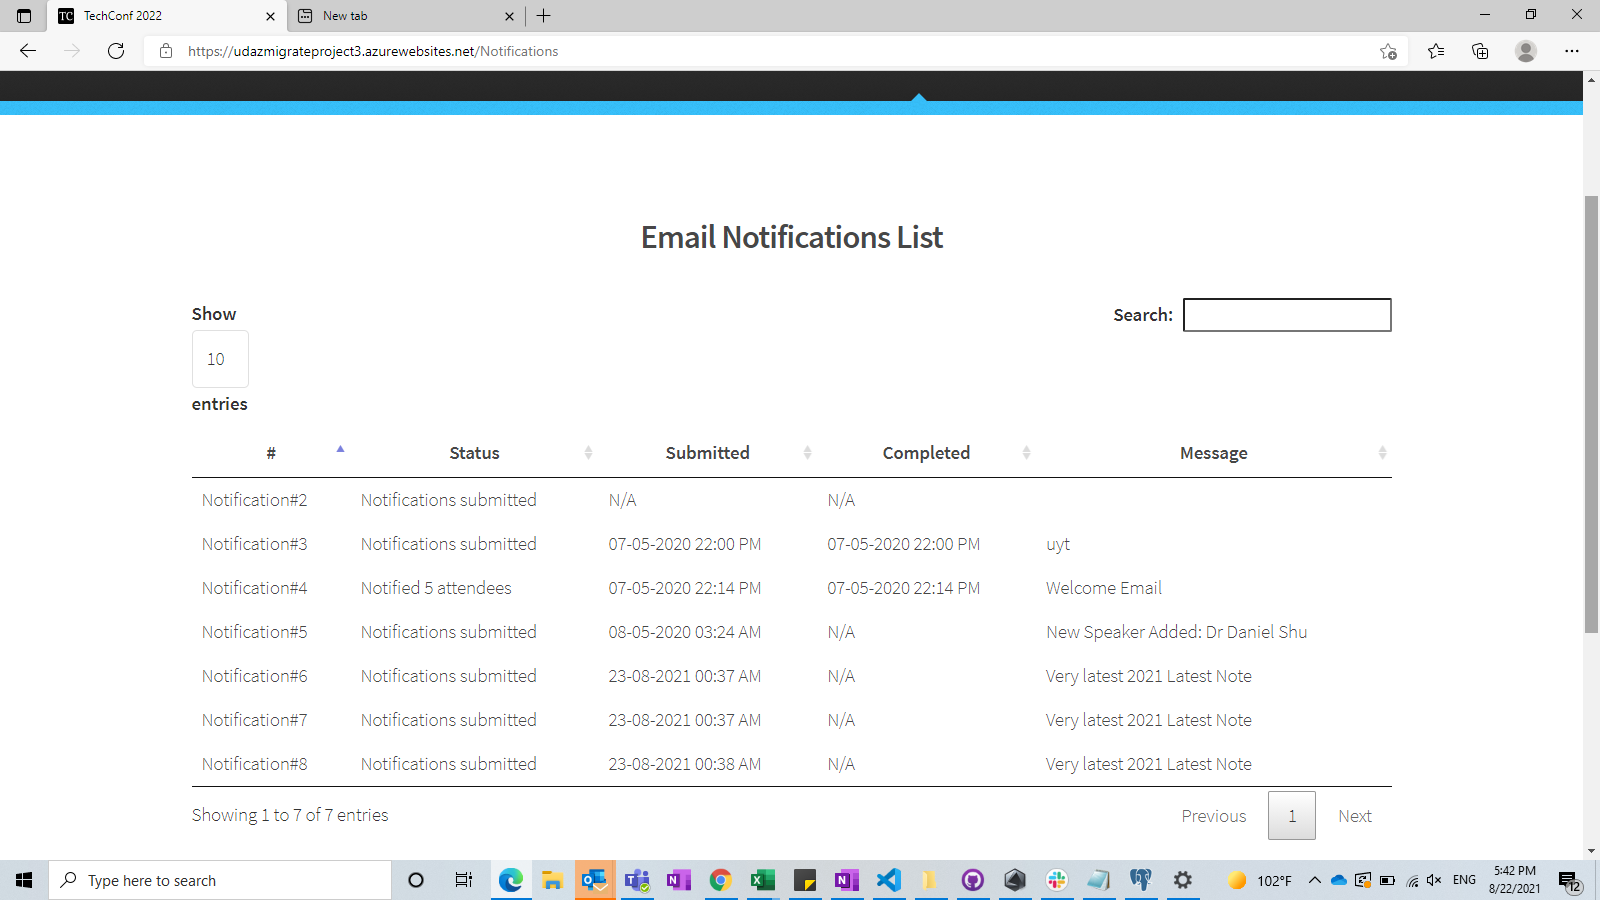 TechConf 2022
New tab
https://udazmigrateproject3.azurewebsites.net/Notifications
Email Notifications List
Show
10
entries
Search:
# Status Submitted Completed Message
Notification#2 Notifications submitted N/A N/A
Notification#3 Notifications submitted 07-05-2020 22:00 PM 07-05-2020 22:00 PM uyt
Notification#4 Notified 5 attendees 07-05-2020 22:14 PM 07-05-2020 22:14 PM Welcome Email
Notification#5 Notifications submitted 08-05-2020 03:24 AM N/A New Speaker Added: Dr Daniel Shu
Notification#6 Notifications submitted 23-08-2021 00:37 AM N/A Very latest 2021 Latest Note
Notification#7 Notifications submitted 23-08-2021 00:37 AM N/A Very latest 2021 Latest Note
Notification#8 Notifications submitted 23-08-2021 00:38 AM N/A Very latest 2021 Latest Note
Showing 1 to 7 of 7 entries
Previous 1 Next
Type here to search
102°F
ENG
5:42 PM
8/22/2021
12